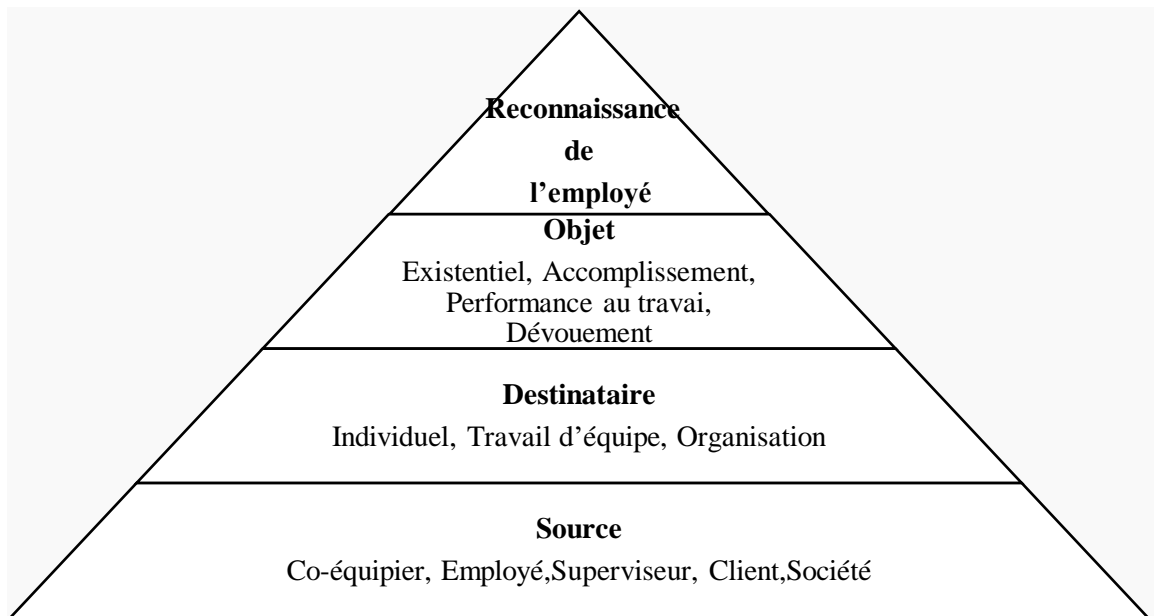 Reconnaissance
de
l’employé
Objet
Existentiel, Accomplissement,
Performance au travai,
Dévouement
Destinataire
Individuel, Travail d’équipe, Organisation
Source
Co-équipier, Employé,Superviseur, Client,Société